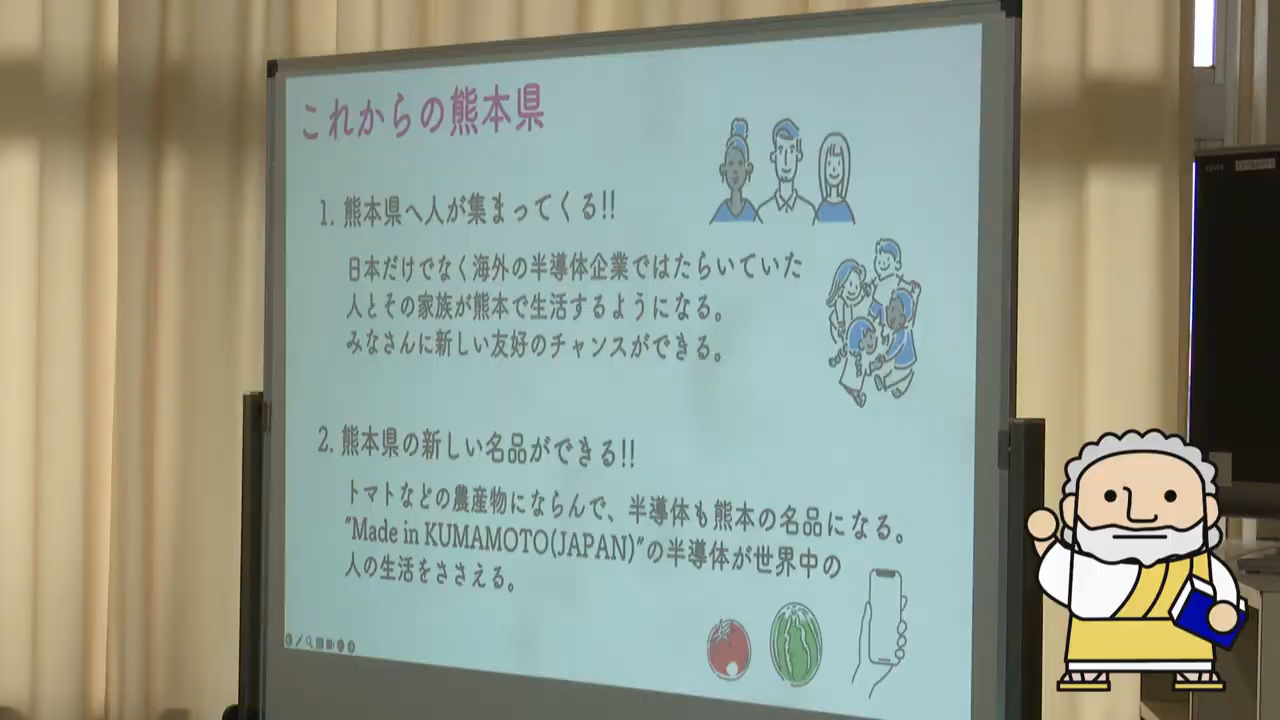 これからの熊本県
1. 熊本県へ人が集まってくる!!
日本だけでなく海外の半導体企業ではたらいていた
人とその家族が熊本で生活するようになる。
みなさんに新しい友好のチャンスができる。
2. 熊本県の新しい名品ができる!!
トマトなどの農産物にならんで、半導体も熊本の名品になる。
"Made in KUMAMOTO(JAPAN)"の半導体が世界中の
人の生活をささえる。